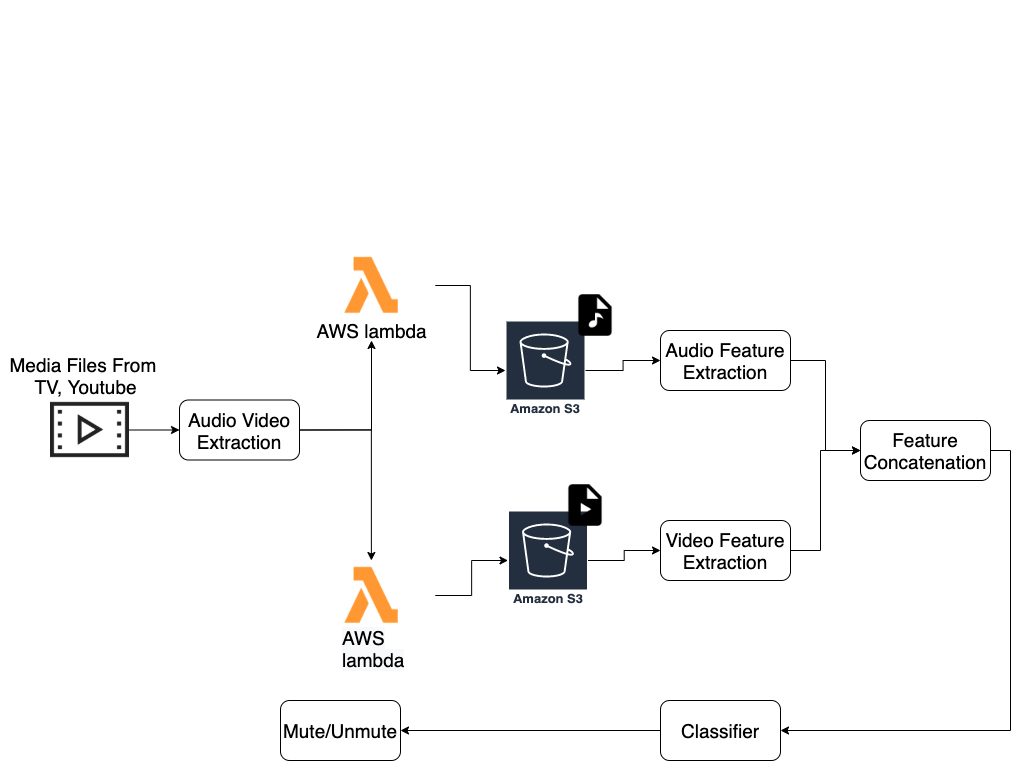 Media Files From
TV, Youtube
Audio Video
Extraction
AWS lambda
Amazon S3
Audio Feature
Extraction
Feature
Concatenation
AWS
lambda
Amazon S3
Video Feature
Extraction
Mute/Unmute
Classifier